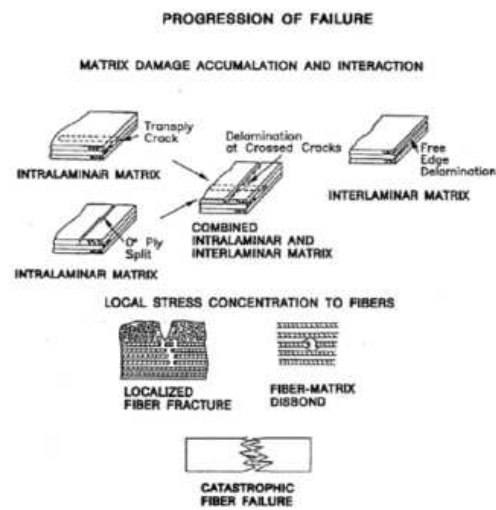 PROGRESSION OF FAILURE
MATRIX DAMAGE ACCUMALATION AND INTERACTION
Transply
Crack
INTRALAMINAR MATRIX
Delamination
at Crossed Cracks
Free
Edge
Delamination
INTERLAMINAR MATRIX
0° Ply
Split
INTRALAMINAR MATRIX
COMBINED
INTRALAMINAR AND
INTERLAMINAR MATRIX
LOCAL STRESS CONCENTRATION TO FIBERS
LOCALIZED
FIBER FRACTURE
FIBER-MATRIX
DISBOND
CATASTROPHIC
FIBER FAILURE